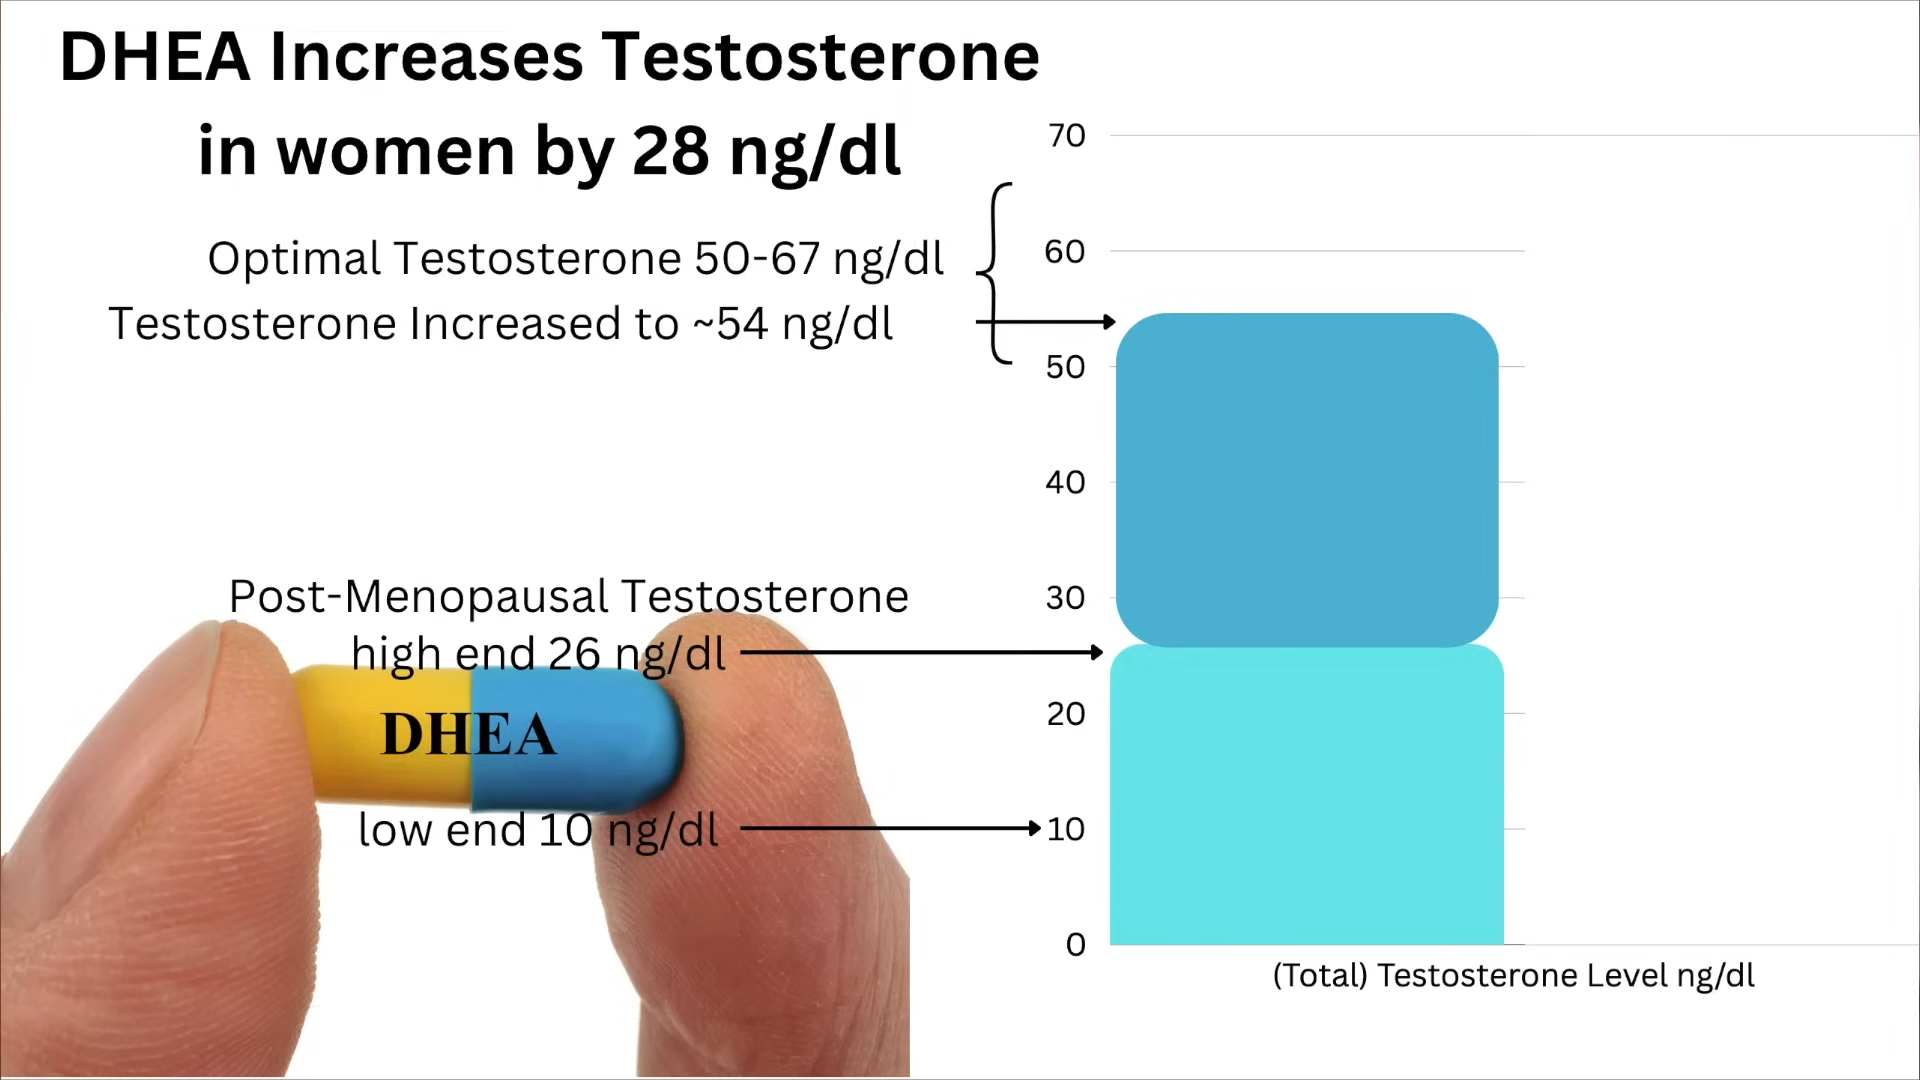 DHEA Increases Testosterone
in women by 28 ng/dl
Optimal Testosterone 50-67 ng/dl
Testosterone Increased to ~54 ng/dl
Post-Menopausal Testosterone
high end 26 ng/dl
DHEA
low end 10 ng/dl
70
60
50
40
30
20
10
0
(Total) Testosterone Level ng/dl